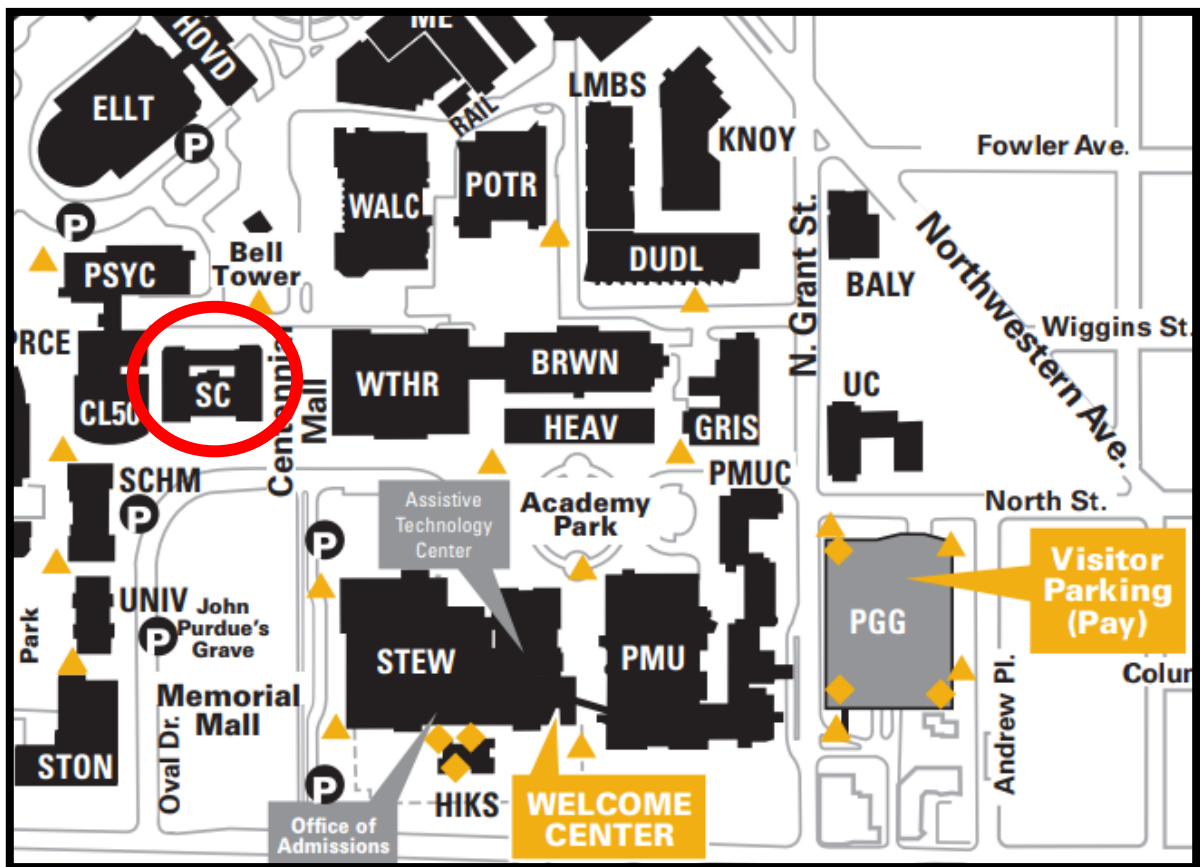 HOVD
ME
ELLT
LMBS
RAIL
KNOY
P
Fowler Ave.
WALC
POTR
P
N. Grant St.
Northwestern Ave.
Bell
Tower
PSYC
DUDL
BALY
PRCE
Wiggins St.
Centennial
Mall
WTHR
BRWN
SC
UC
CL50
HEAV
GRIS
SCHM
PMUC
P
Assistive
Technology
Center
Academy
Park
North St.
P
Visitor
Parking
(Pay)
UNIV
John
Purdue's
Grave
P
Park
STEW
PMU
PGG
Memorial
Mall
Oval Dr.
Andrew Pl.
Colum
STON
P
HIKS
WELCOME
CENTER
Office of
Admissions